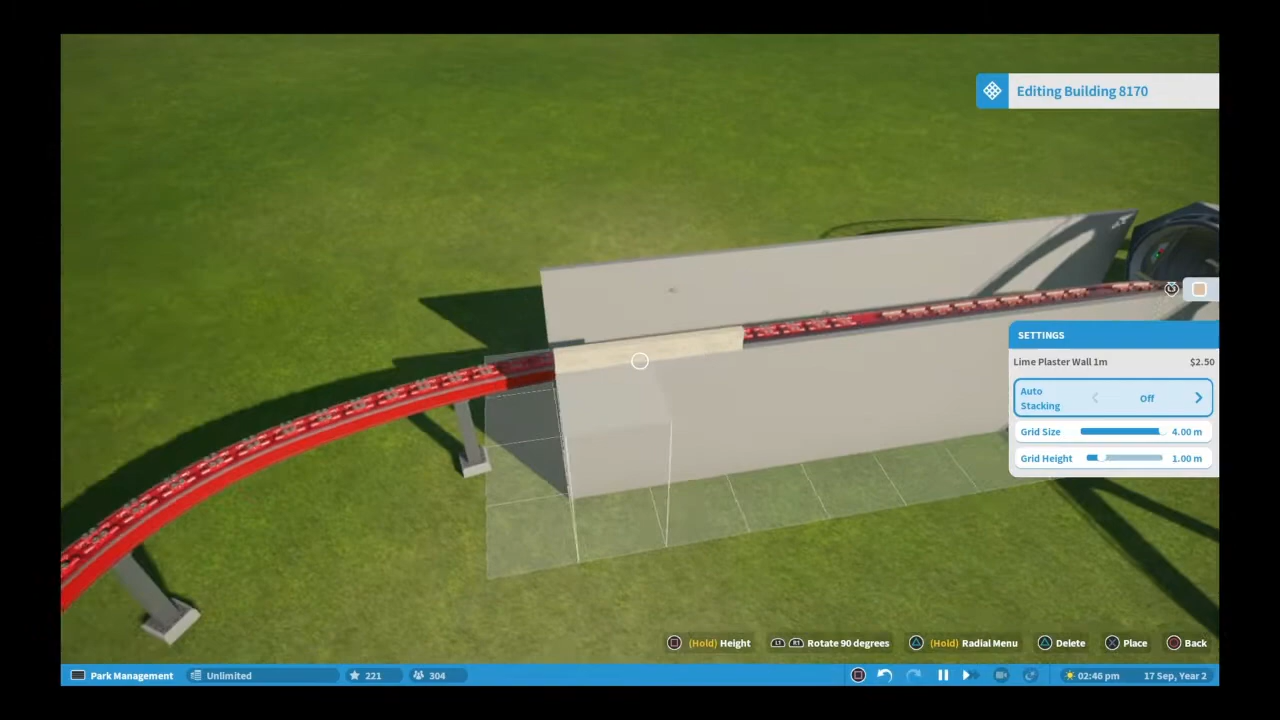 Editing Building 8170
SETTINGS
Lime Plaster Wall 1m $2.50
Auto
Stacking
Off
Grid Size 4.00 m
Grid Height 1.00 m
(Hold) Height Rotate 90 degrees (Hold) Radial Menu Delete Place Back
Park Management Unlimited 221 304 02:46 pm 17 Sep, Year 2